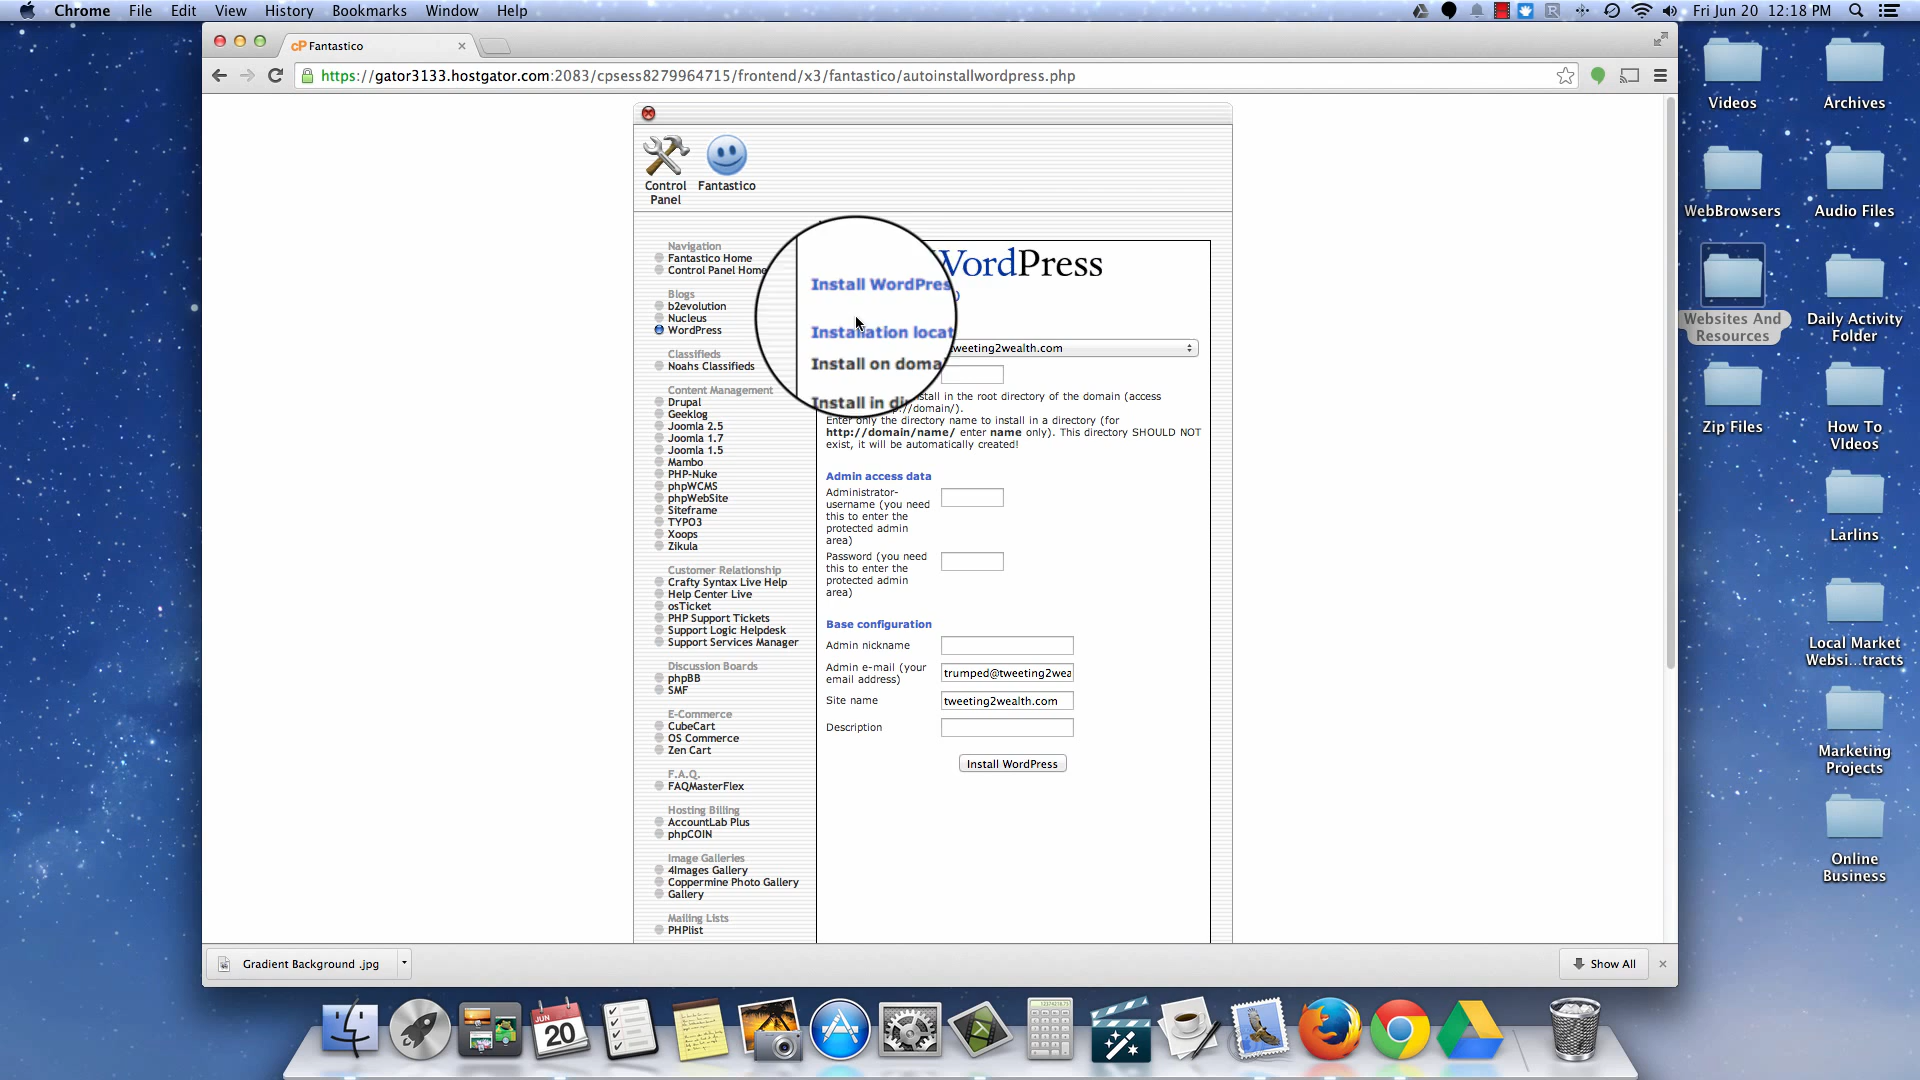 Chrome File Edit View History Bookmarks Window Help
Fri Jun 20 12:18 PM
cP Fantastico
https://gator3133.hostgator.com:2083/cpsess8279964715/frontend/x3/fantastico/autoinstallwordpress.php
Control
Panel
Fantastico
Navigation
Fantastico Home
Control Panel Home
Blogs
b2evolution
Nucleus
WordPress
Classifieds
Noahs Classifieds
Content Management
Drupal
Geeklog
Joomla 2.5
Joomla 1.7
Joomla 1.5
Mambo
PHP-Nuke
phpWCMS
phpWebSite
Siteframe
TYPO3
Xoops
Zikula
Customer Relationship
Crafty Syntax Live Help
Help Center Live
osTicket
PHP Support Tickets
Support Logic Helpdesk
Support Services Manager
Discussion Boards
phpBB
SMF
E-Commerce
CubeCart
OS Commerce
Zen Cart
F.A.Q.
FAQMasterFlex
Hosting Billing
AccountLab Plus
phpCOIN
Image Galleries
4Images Gallery
Coppermine Photo Gallery
Gallery
Mailing Lists
PHPlist
WordPress
Install WordPres
)
Installation locat
Install on doma
tweeting2wealth.com
Install in di
stall in the root directory of the domain (access
://domain/).
Enter only the directory name to install in a directory (for
http://domain/name/ enter name only). This directory SHOULD NOT
exist, it will be automatically created!
Admin access data
Administrator-
username (you need
this to enter the
protected admin
area)
Password (you need
this to enter the
protected admin
area)
Base configuration
Admin nickname
Admin e-mail (your
email address)
trumped@tweeting2wea
Site name
tweeting2wealth.com
Description
Install WordPress
Gradient Background .jpg
Show All
Videos
Archives
WebBrowsers
Audio Files
Websites And
Resources
Daily Activity
Folder
Zip Files
How To
VIdeos
Larlins
Local Market
Websi...tracts
Marketing
Projects
Online
Business
JUN
20